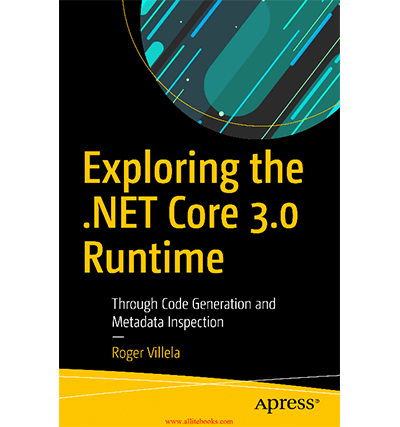 Exploring the
.NET Core 3.0
Runtime
Through Code Generation and
Metadata Inspection
Roger Villela
Apress®
www.allitebooks.com